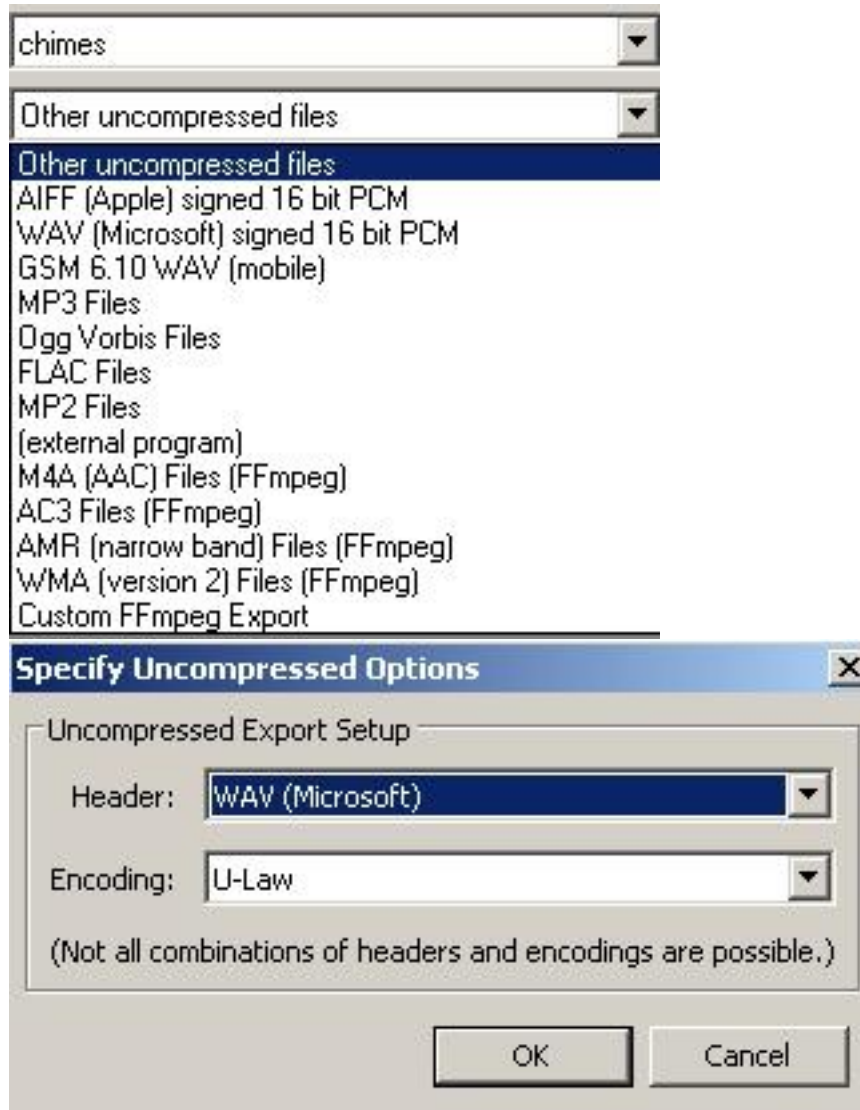 chimes
Other uncompressed files
Other uncompressed files
AIFF (Apple) signed 16 bit PCM
WAV (Microsoft) signed 16 bit PCM
GSM 6.10 WAV (mobile)
MP3 Files
Ogg Vorbis Files
FLAC Files
MP2 Files
(external program)
M4A (AAC) Files (FFmpeg)
AC3 Files (FFmpeg)
AMR (narrow band) Files (FFmpeg)
WMA (version 2) Files (FFmpeg)
Custom FFmpeg Export
Specify Uncompressed Options
Uncompressed Export Setup
Header: WAV (Microsoft)
Encoding: U-Law
(Not all combinations of headers and encodings are possible.)
OK Cancel